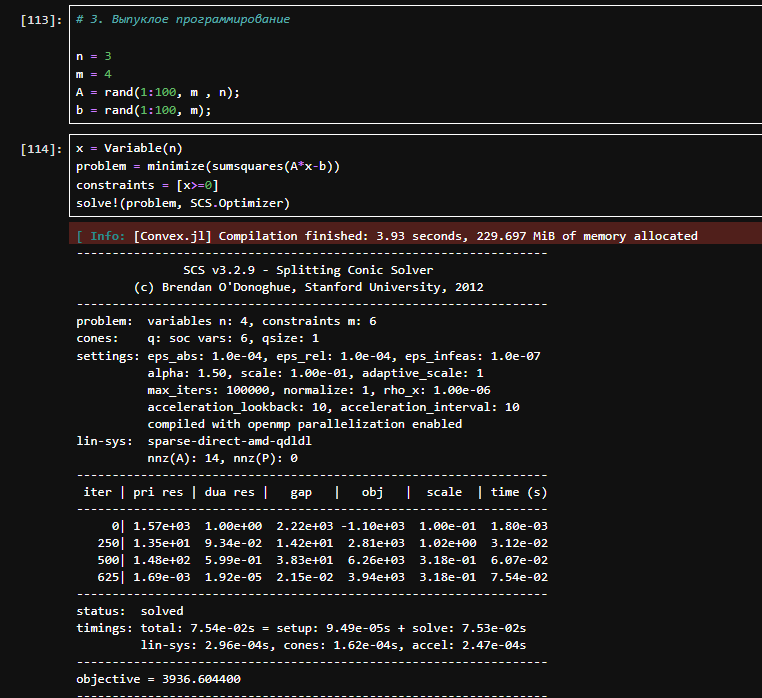 [113]: # 3. Выпуклое программирование
n = 3
m = 4
A = rand(1:100, m , n);
b = rand(1:100, m);
[114]: x = Variable(n)
problem = minimize(sumsquares(A*x-b))
constraints = [x>=0]
solve!(problem, SCS.Optimizer)
[ Info: [Convex.jl] Compilation finished: 3.93 seconds, 229.697 MiB of memory allocated
------------------------------------------------------------------
SCS v3.2.9 - Splitting Conic Solver
(c) Brendan O'Donoghue, Stanford University, 2012
------------------------------------------------------------------
problem:  variables n: 4, constraints m: 6
cones:    q: soc vars: 6, qsize: 1
settings: eps_abs: 1.0e-04, eps_rel: 1.0e-04, eps_infeas: 1.0e-07
alpha: 1.50, scale: 1.00e-01, adaptive_scale: 1
max_iters: 100000, normalize: 1, rho_x: 1.00e-06
acceleration_lookback: 10, acceleration_interval: 10
compiled with openmp parallelization enabled
lin-sys:  sparse-direct-amd-qdldl
nnz(A): 14, nnz(P): 0
------------------------------------------------------------------
iter | pri res | dua res |   gap   |   obj   |  scale  | time (s)
------------------------------------------------------------------
0| 1.57e+03  1.00e+00  2.22e+03 -1.10e+03  1.00e-01  1.80e-03
250| 1.35e+01  9.34e-02  1.42e+01  2.81e+03  1.02e+00  3.12e-02
500| 1.48e+02  5.99e-01  3.83e+01  6.26e+03  3.18e-01  6.07e-02
625| 1.69e-03  1.92e-05  2.15e-02  3.94e+03  3.18e-01  7.54e-02
------------------------------------------------------------------
status:  solved
timings: total: 7.54e-02s = setup: 9.49e-05s + solve: 7.53e-02s
lin-sys: 2.96e-04s, cones: 1.62e-04s, accel: 2.47e-04s
------------------------------------------------------------------
objective = 3936.604400
------------------------------------------------------------------